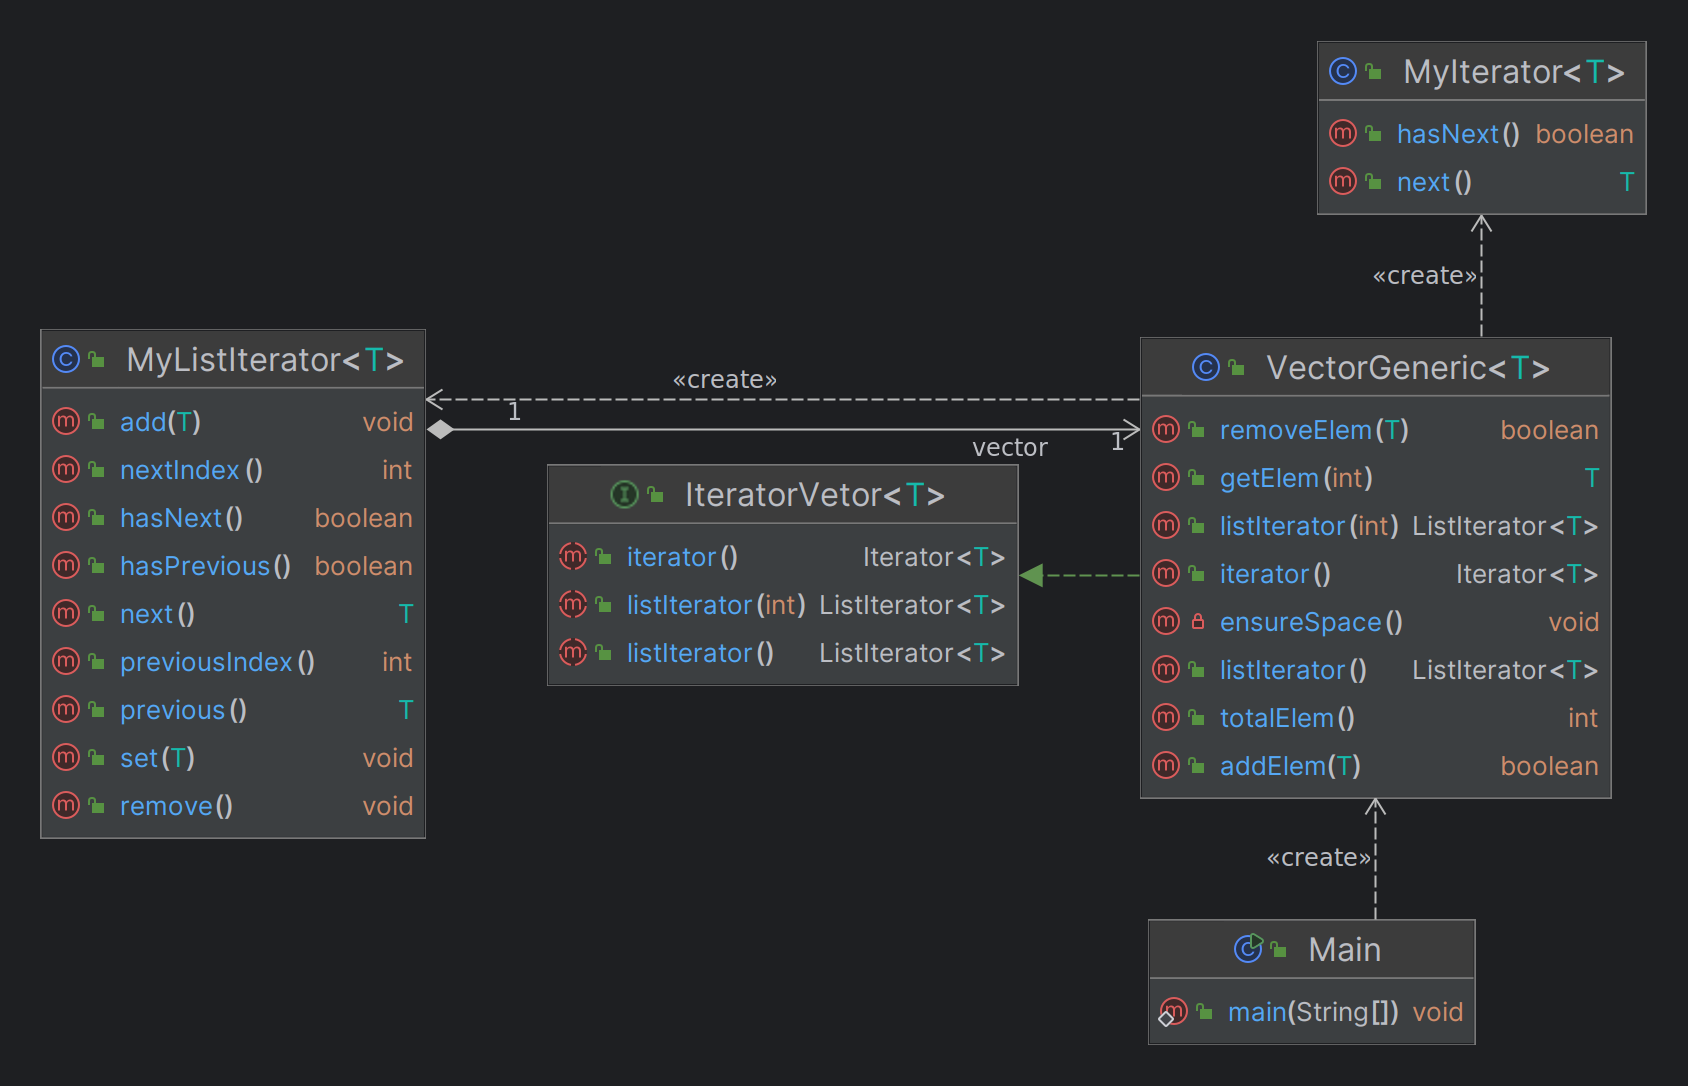 MyIterator<T>
hasNext() boolean
next() T
«create»
MyListIterator<T>
add(T) void
nextIndex() int
hasNext() boolean
hasPrevious() boolean
next() T
previousIndex() int
previous() T
set(T) void
remove() void
«create»
1
vector
1
IteratorVetor<T>
iterator() Iterator<T>
listIterator(int) ListIterator<T>
listIterator() ListIterator<T>
VectorGeneric<T>
removeElem(T) boolean
getElem(int) T
listIterator(int) ListIterator<T>
iterator() Iterator<T>
ensureSpace() void
listIterator() ListIterator<T>
totalElem() int
addElem(T) boolean
«create»
Main
main(String[]) void